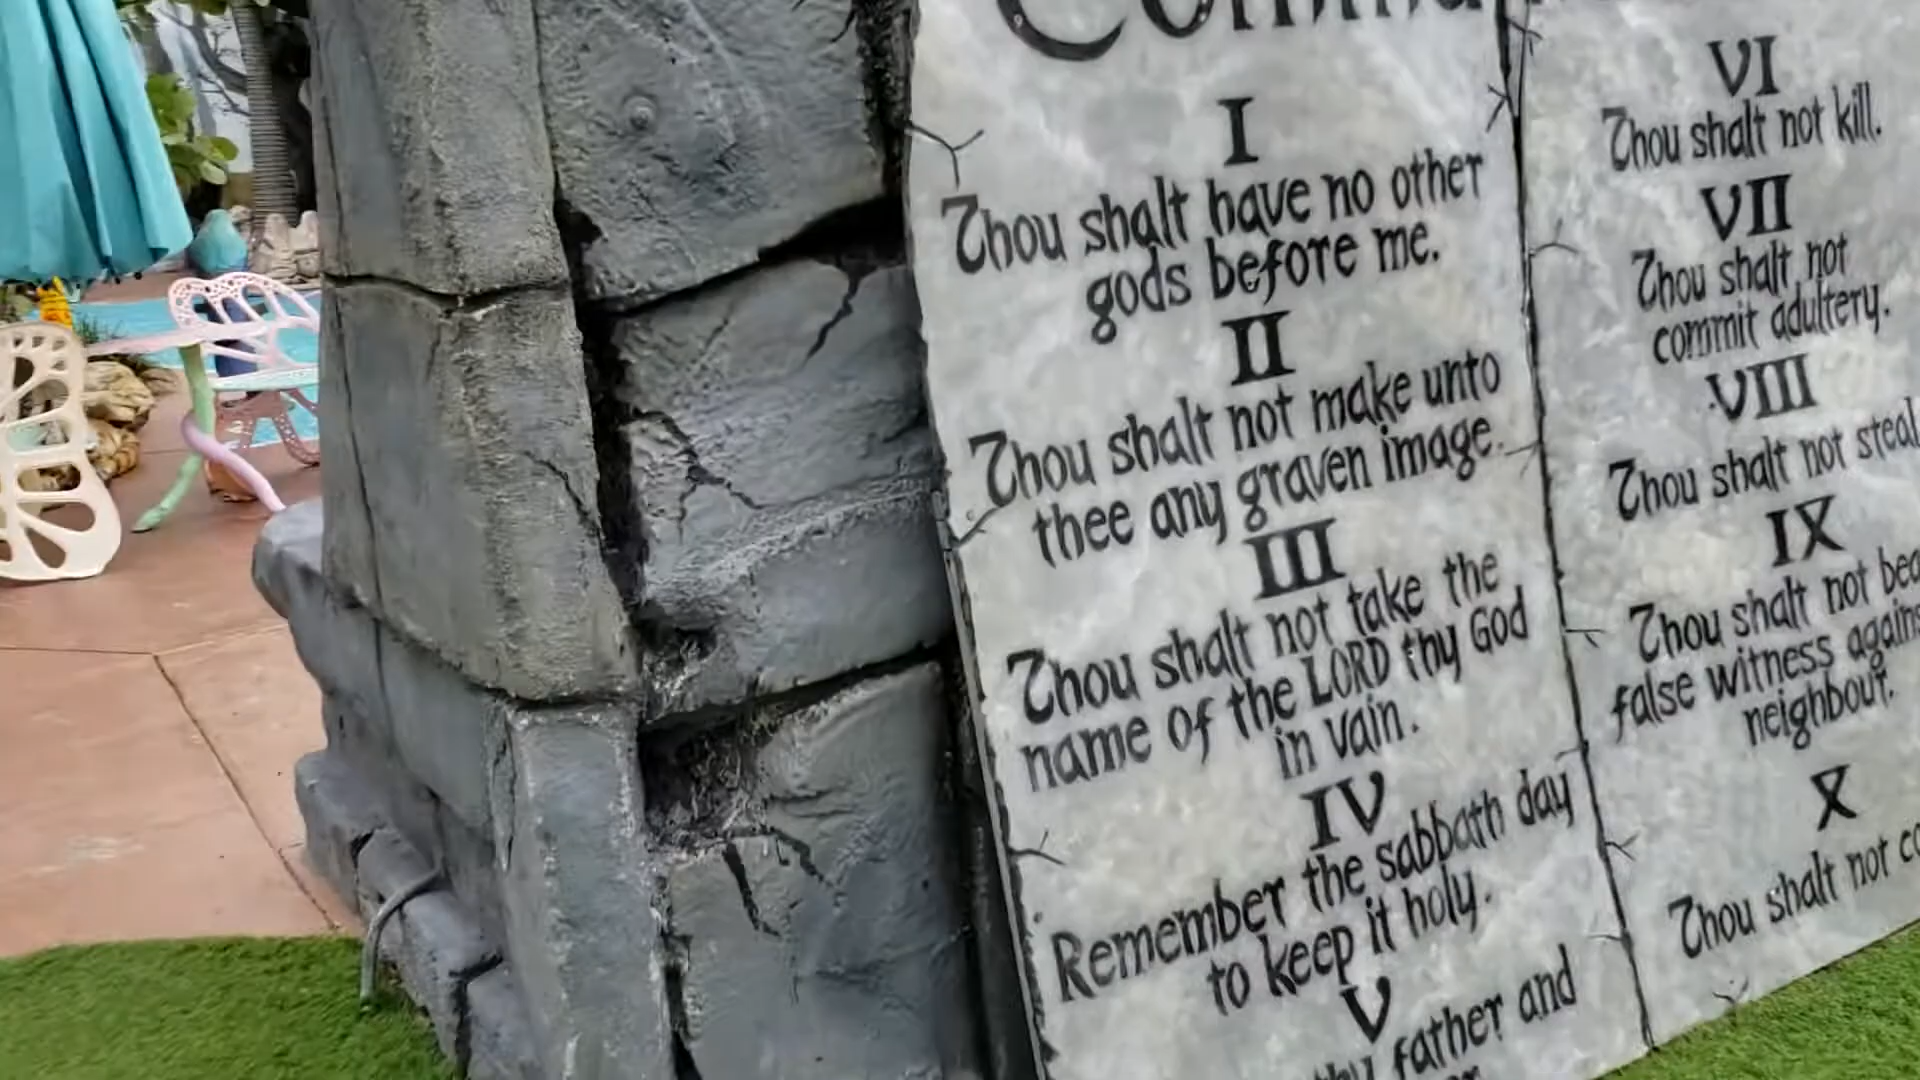 I
Thou shalt have no other
gods before me.
II
Thou shalt not make unto
thee any graven image.
III
Thou shalt not take the
name of the LORD thy God
in vain.
IV
Remember the sabbath day
to keep it holy.
V
thy father and
VI
Thou shalt not kill.
VII
Thou shalt not
commit adultery.
VIII
Thou shalt not steal
IX
Thou shalt not
false witness
neighbour.
X
Thou shalt not